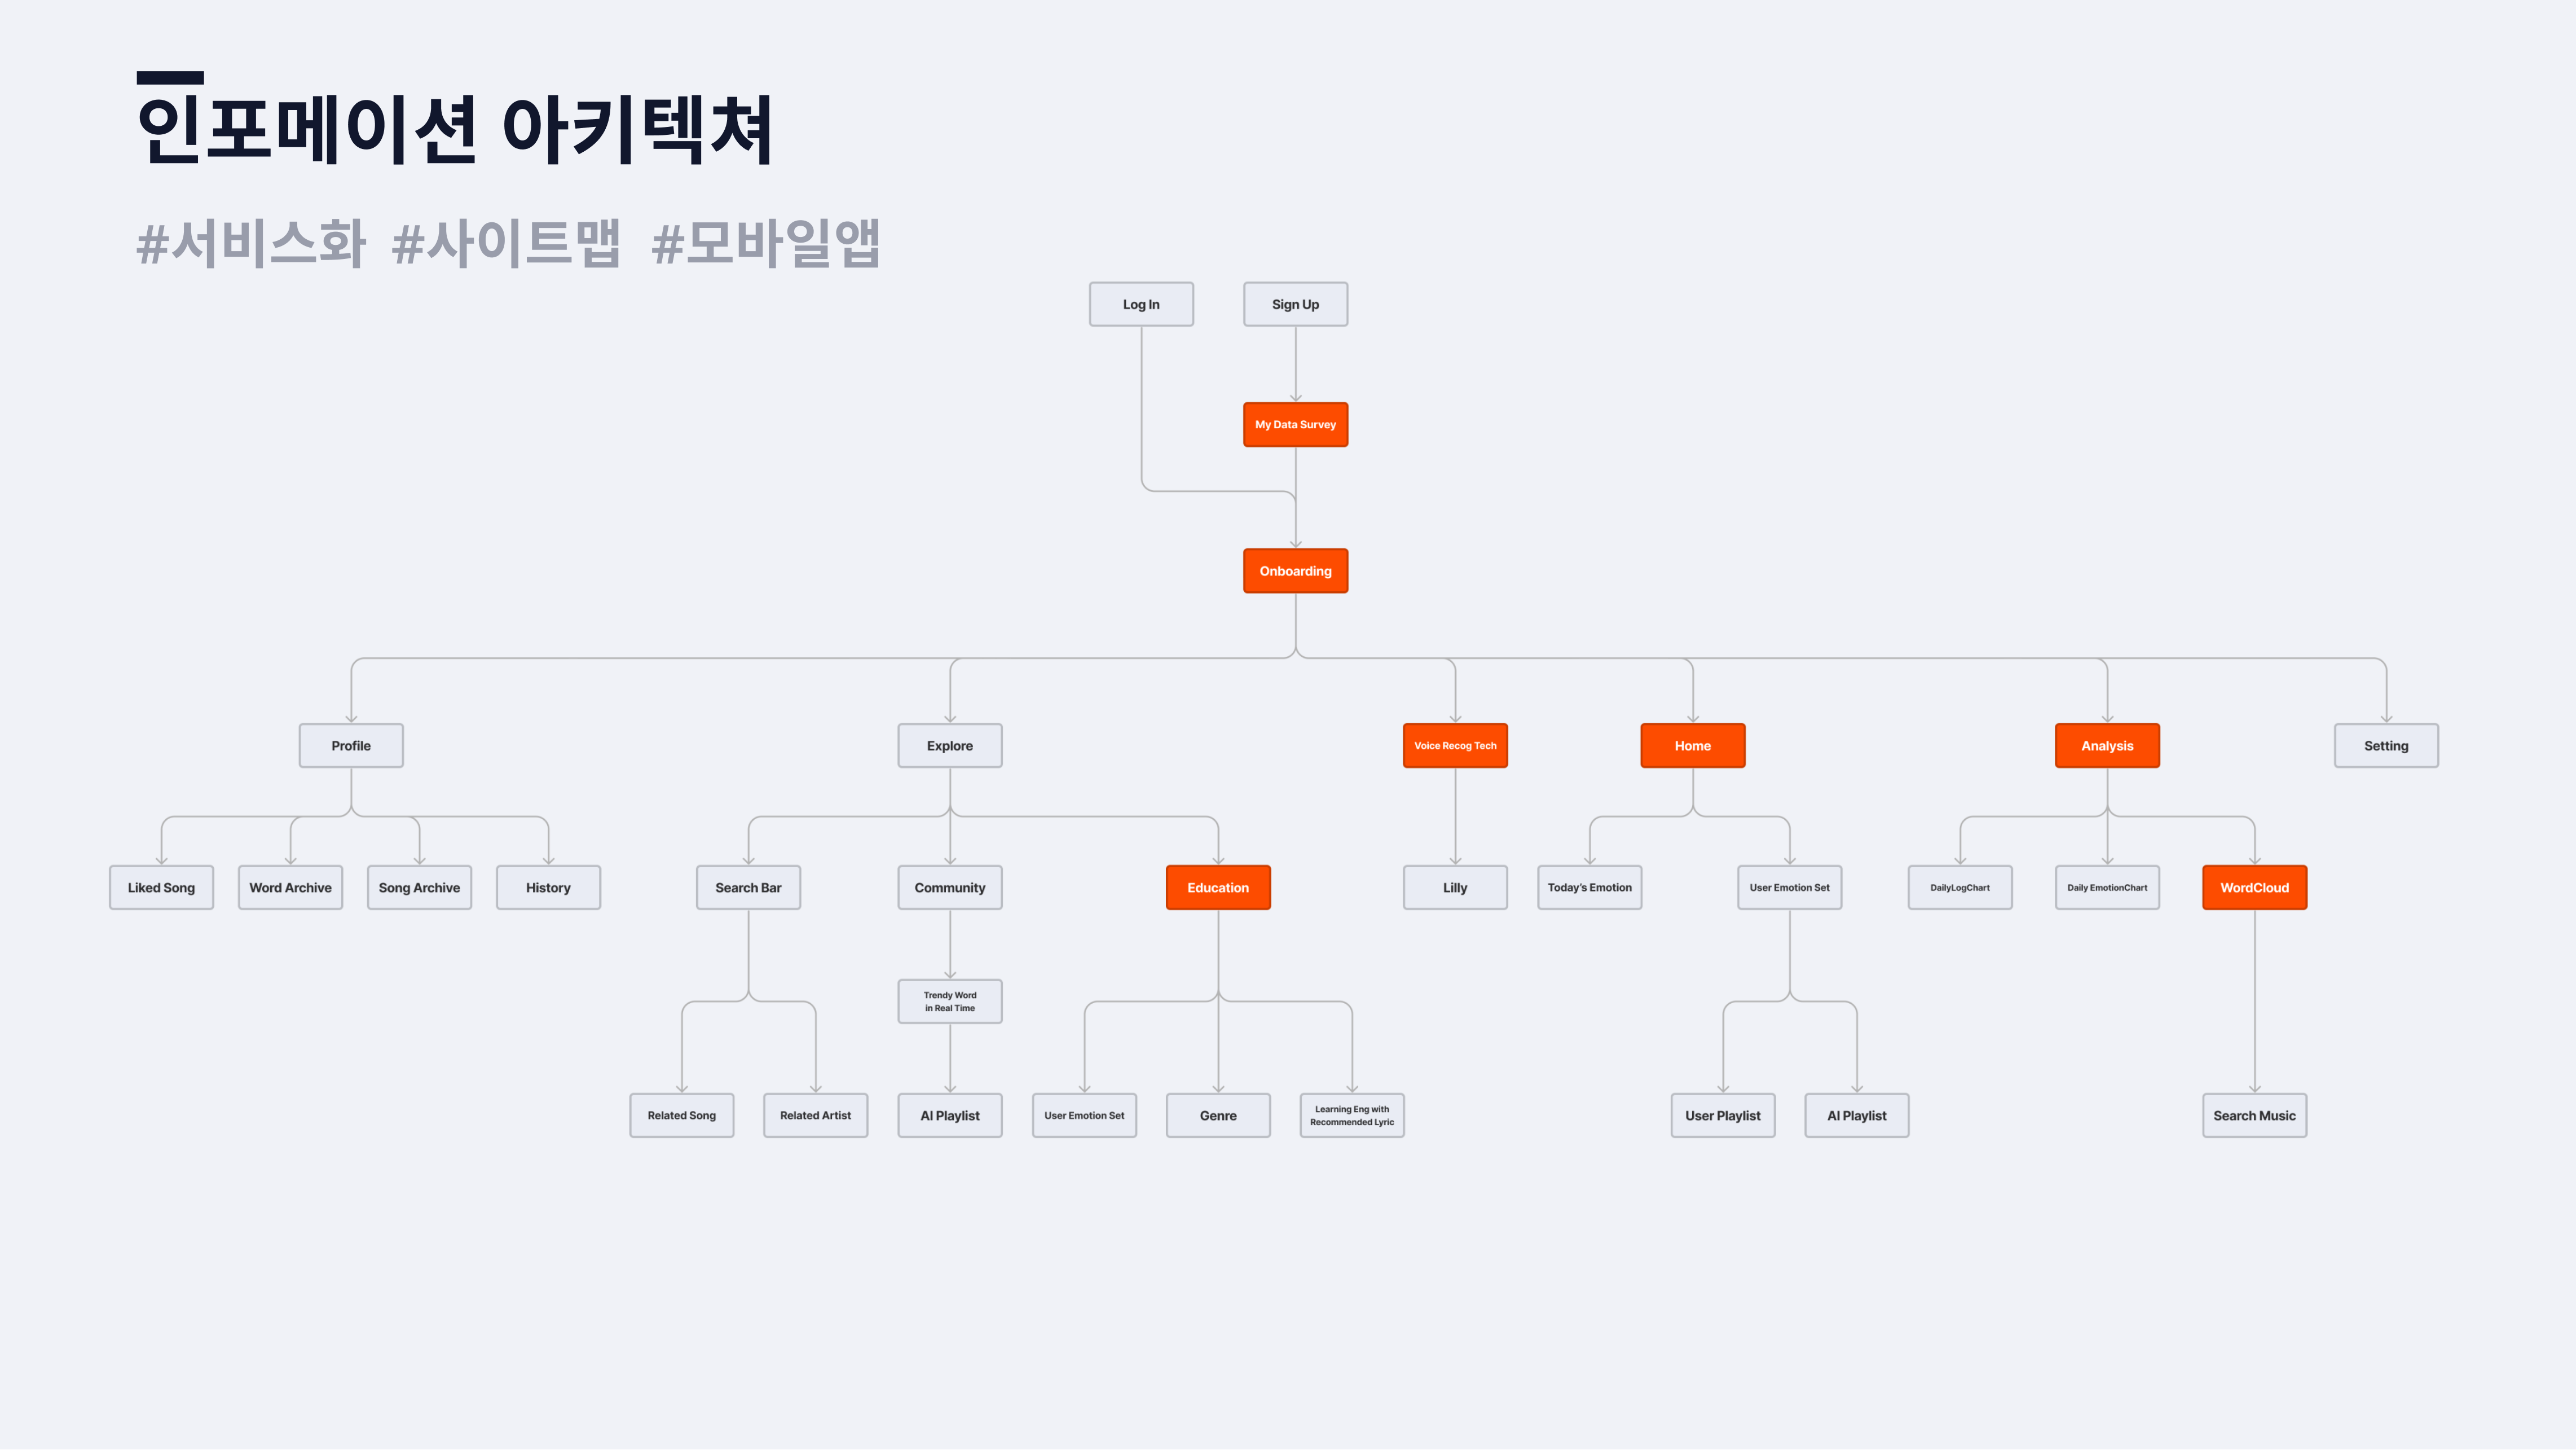 인포메이션 아키텍쳐
#서비스화 #사이트맵 #모바일앱
Log In
Sign Up
My Data Survey
Onboarding
Profile
Explore
Voice Recog Tech
Home
Analysis
Setting
Liked Song
Word Archive
Song Archive
History
Search Bar
Community
Education
Lilly
Today's Emotion
User Emotion Set
DailyLogChart
Daily EmotionChart
WordCloud
Trendy Word
in Real Time
Related Song
Related Artist
AI Playlist
User Emotion Set
Genre
Learning Eng with
Recommended Lyric
User Playlist
AI Playlist
Search Music